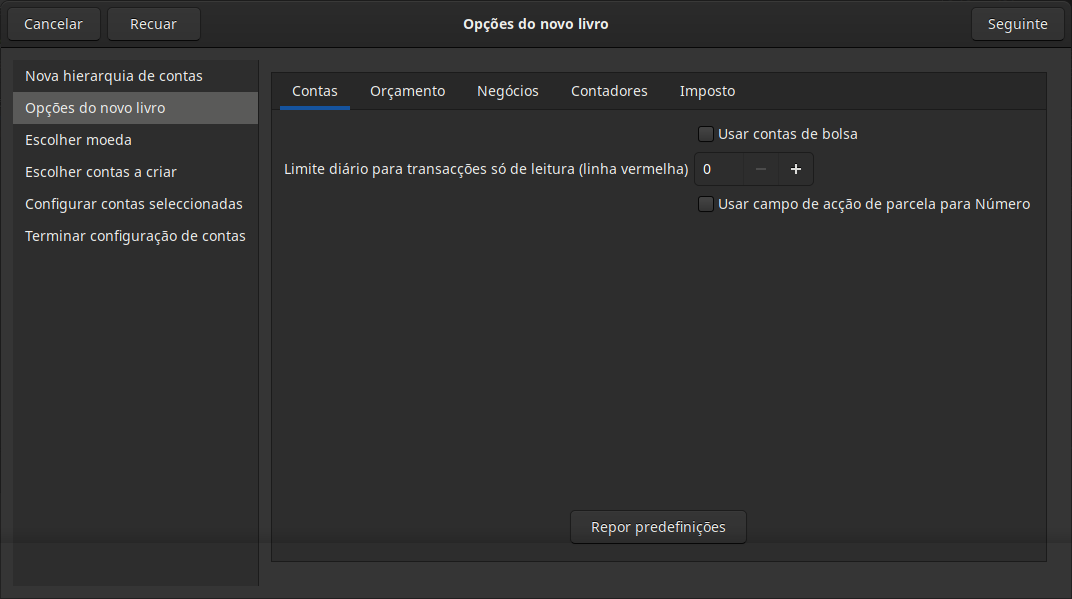 Cancelar
Recuar
Opções do novo livro
Seguinte
Nova hierarquia de contas
Opções do novo livro
Escolher moeda
Escolher contas a criar
Configurar contas seleccionadas
Terminar configuração de contas
Contas
Orçamento
Negócios
Contadores
Imposto
Usar contas de bolsa
Limite diário para transacções só de leitura (linha vermelha) 0 − +
Usar campo de acção de parcela para Número
Repor predefinições